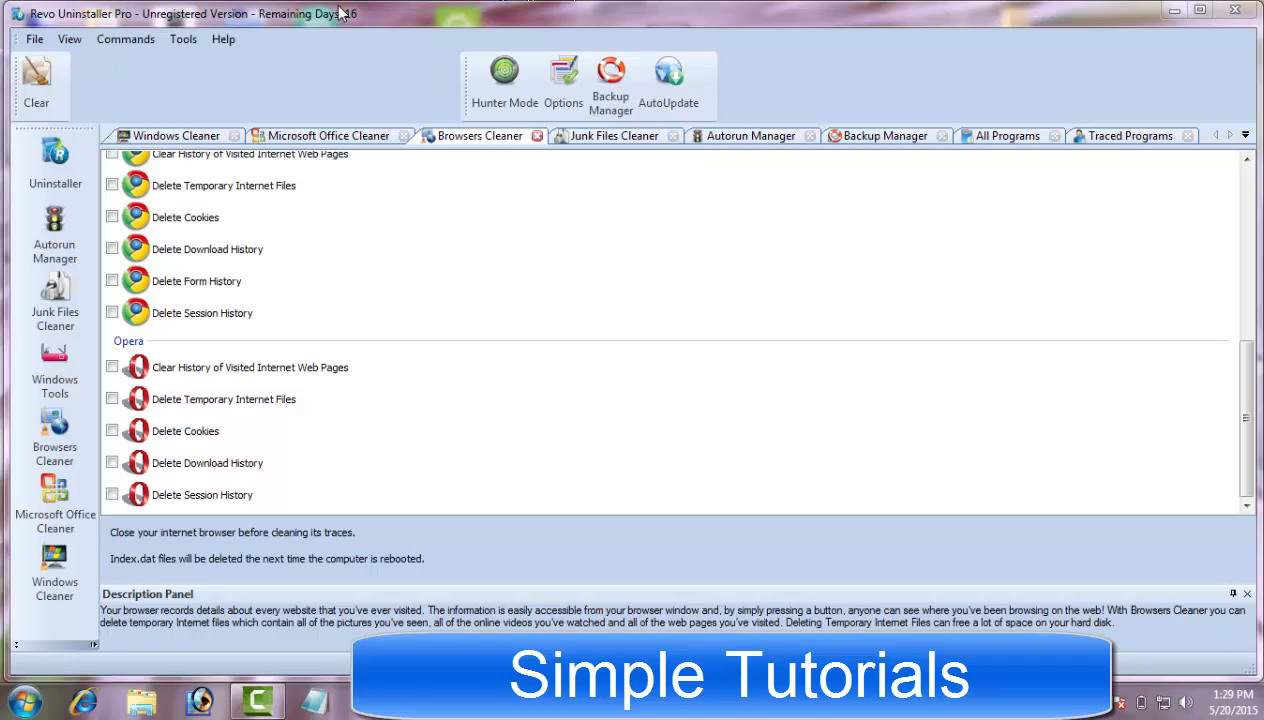 Revo Uninstaller Pro - Unregistered Version - Remaining Days 16
File View Commands Tools Help
Clear
Hunter Mode
Options
Backup
Manager
AutoUpdate
Windows Cleaner
Microsoft Office Cleaner
Browsers Cleaner
Junk Files Cleaner
Autorun Manager
Backup Manager
All Programs
Traced Programs
Uninstaller
Autorun
Manager
Junk Files
Cleaner
Windows
Tools
Browsers
Cleaner
Microsoft Office
Cleaner
Windows
Cleaner
Clear History of Visited Internet Web Pages
Delete Temporary Internet Files
Delete Cookies
Delete Download History
Delete Form History
Delete Session History
Opera
Clear History of Visited Internet Web Pages
Delete Temporary Internet Files
Delete Cookies
Delete Download History
Delete Session History
Close your internet browser before cleaning its traces.
Index.dat files will be deleted the next time the computer is rebooted.
Description Panel
Your browser records details about every website that you've ever visited. The information is easily accessible from your browser window and, by simply pressing a button, anyone can see where you've been browsing on the web! With Browsers Cleaner you can
delete temporary Internet files which contain all of the pictures you've seen, all of the online videos you've watched and all of the web pages you've visited. Deleting Temporary Internet Files can free a lot of space on your hard disk.
Simple Tutorials
1:29 PM
5/20/2015